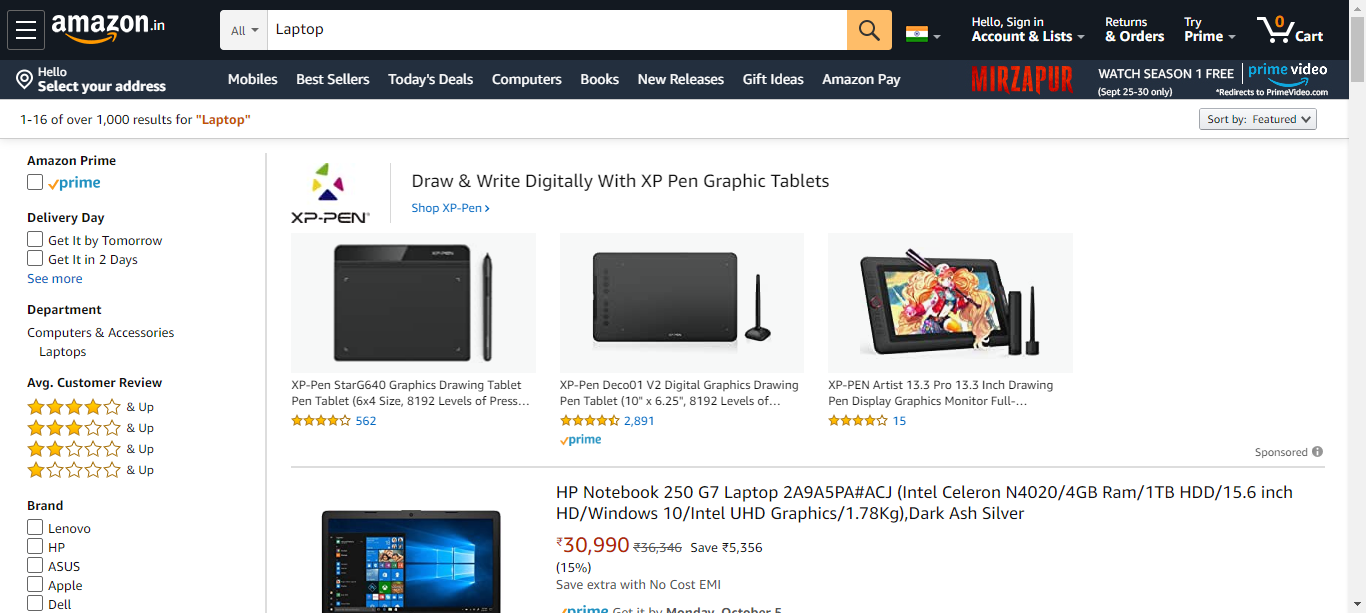 amazon.in
All
Laptop
Hello, Sign in
Account & Lists
Returns
& Orders
Try
Prime
0
Cart
Hello
Select your address
Mobiles
Best Sellers
Today's Deals
Computers
Books
New Releases
Gift Ideas
Amazon Pay
MIRZAPUR
WATCH SEASON 1 FREE
(Sept 25-30 only)
prime video
*Redirects to PrimeVideo.com
1-16 of over 1,000 results for "Laptop"
Sort by: Featured
Amazon Prime
prime
Delivery Day
Get It by Tomorrow
Get It in 2 Days
See more
Department
Computers & Accessories
Laptops
Avg. Customer Review
& Up
& Up
& Up
& Up
Brand
Lenovo
HP
ASUS
Apple
Dell
XP-PEN
Draw & Write Digitally With XP Pen Graphic Tablets
Shop XP-Pen ›
XP-Pen StarG640 Graphics Drawing Tablet
Pen Tablet (6x4 Size, 8192 Levels of Press...
562
XP-Pen Deco01 V2 Digital Graphics Drawing
Pen Tablet (10" x 6.25", 8192 Levels of...
2,891
prime
XP-PEN Artist 13.3 Pro 13.3 Inch Drawing
Pen Display Graphics Monitor Full-...
15
Sponsored
HP Notebook 250 G7 Laptop 2A9A5PA#ACJ (Intel Celeron N4020/4GB Ram/1TB HDD/15.6 inch
HD/Windows 10/Intel UHD Graphics/1.78Kg),Dark Ash Silver
₹30,990 ₹36,346 Save ₹5,356
(15%)
Save extra with No Cost EMI
prime Get it by Monday, October 5